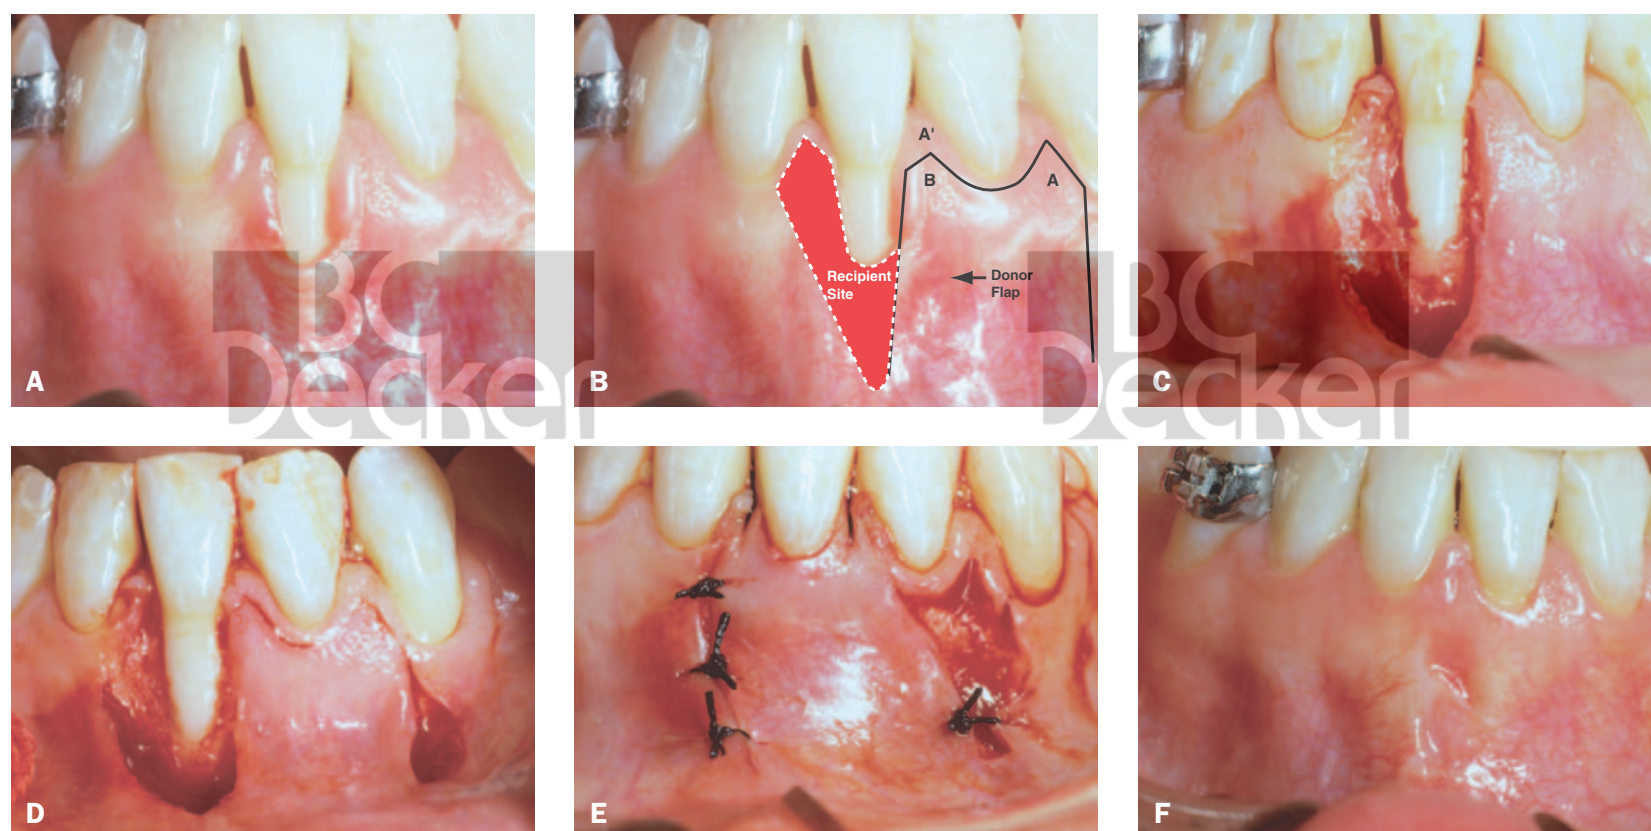 A
A'
B
A
Recipient
Site
Donor
Flap
B
C
D
E
F
BC
Decker
BC
Decker